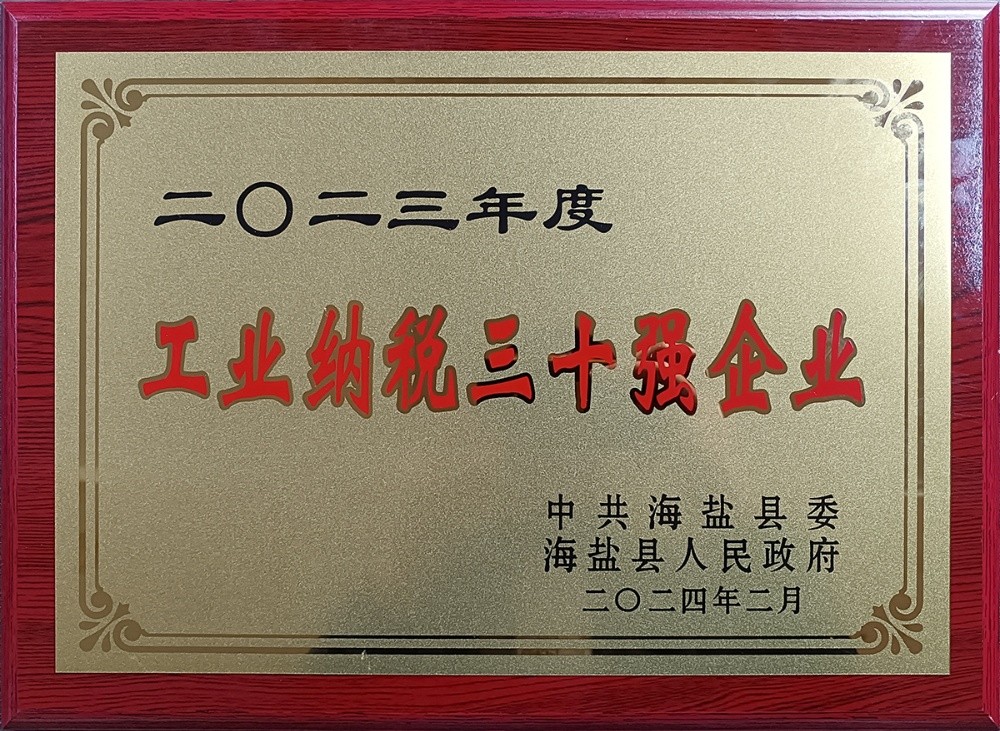 二〇二三年度
工业纳税三十强企业
中共海盐县委
海盐县人民政府
二〇二四年二月